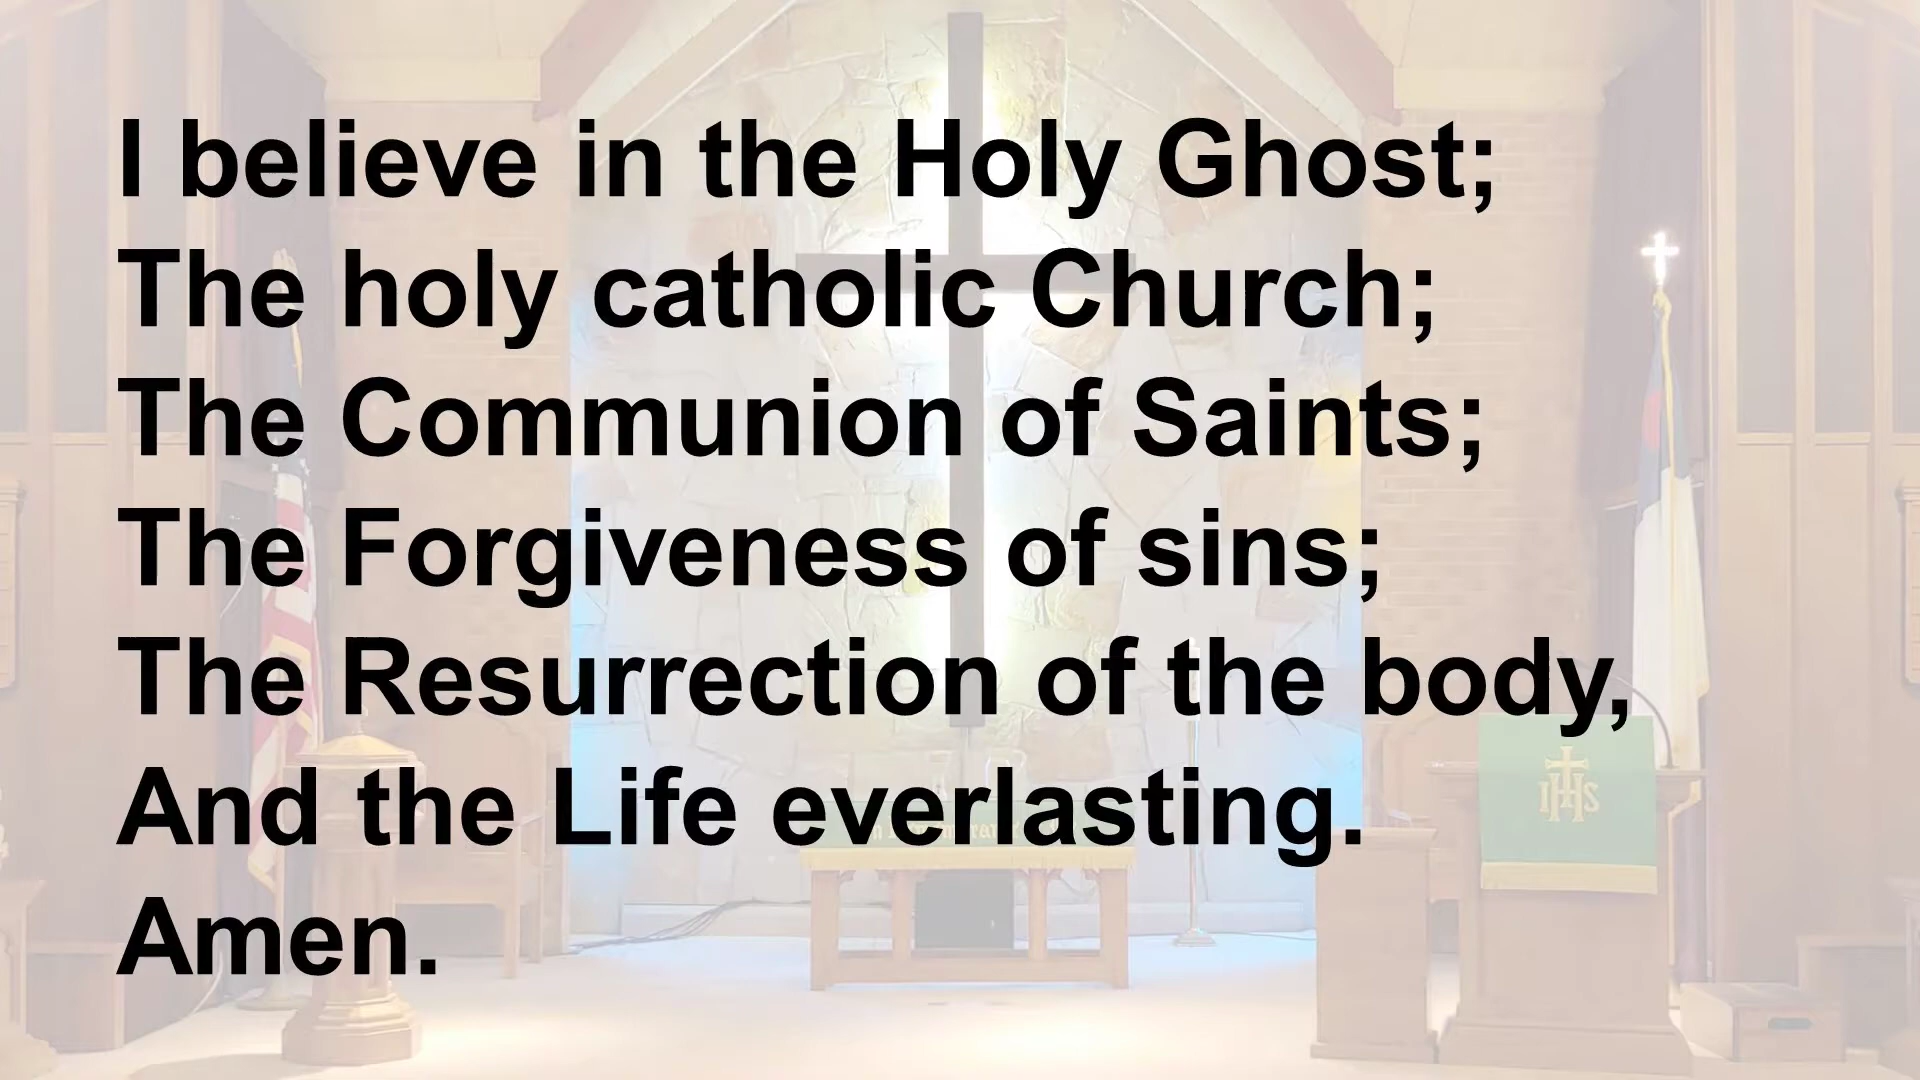 I believe in the Holy Ghost;
The holy catholic Church;
The Communion of Saints;
The Forgiveness of sins;
The Resurrection of the body,
And the Life everlasting.
Amen.
IHS